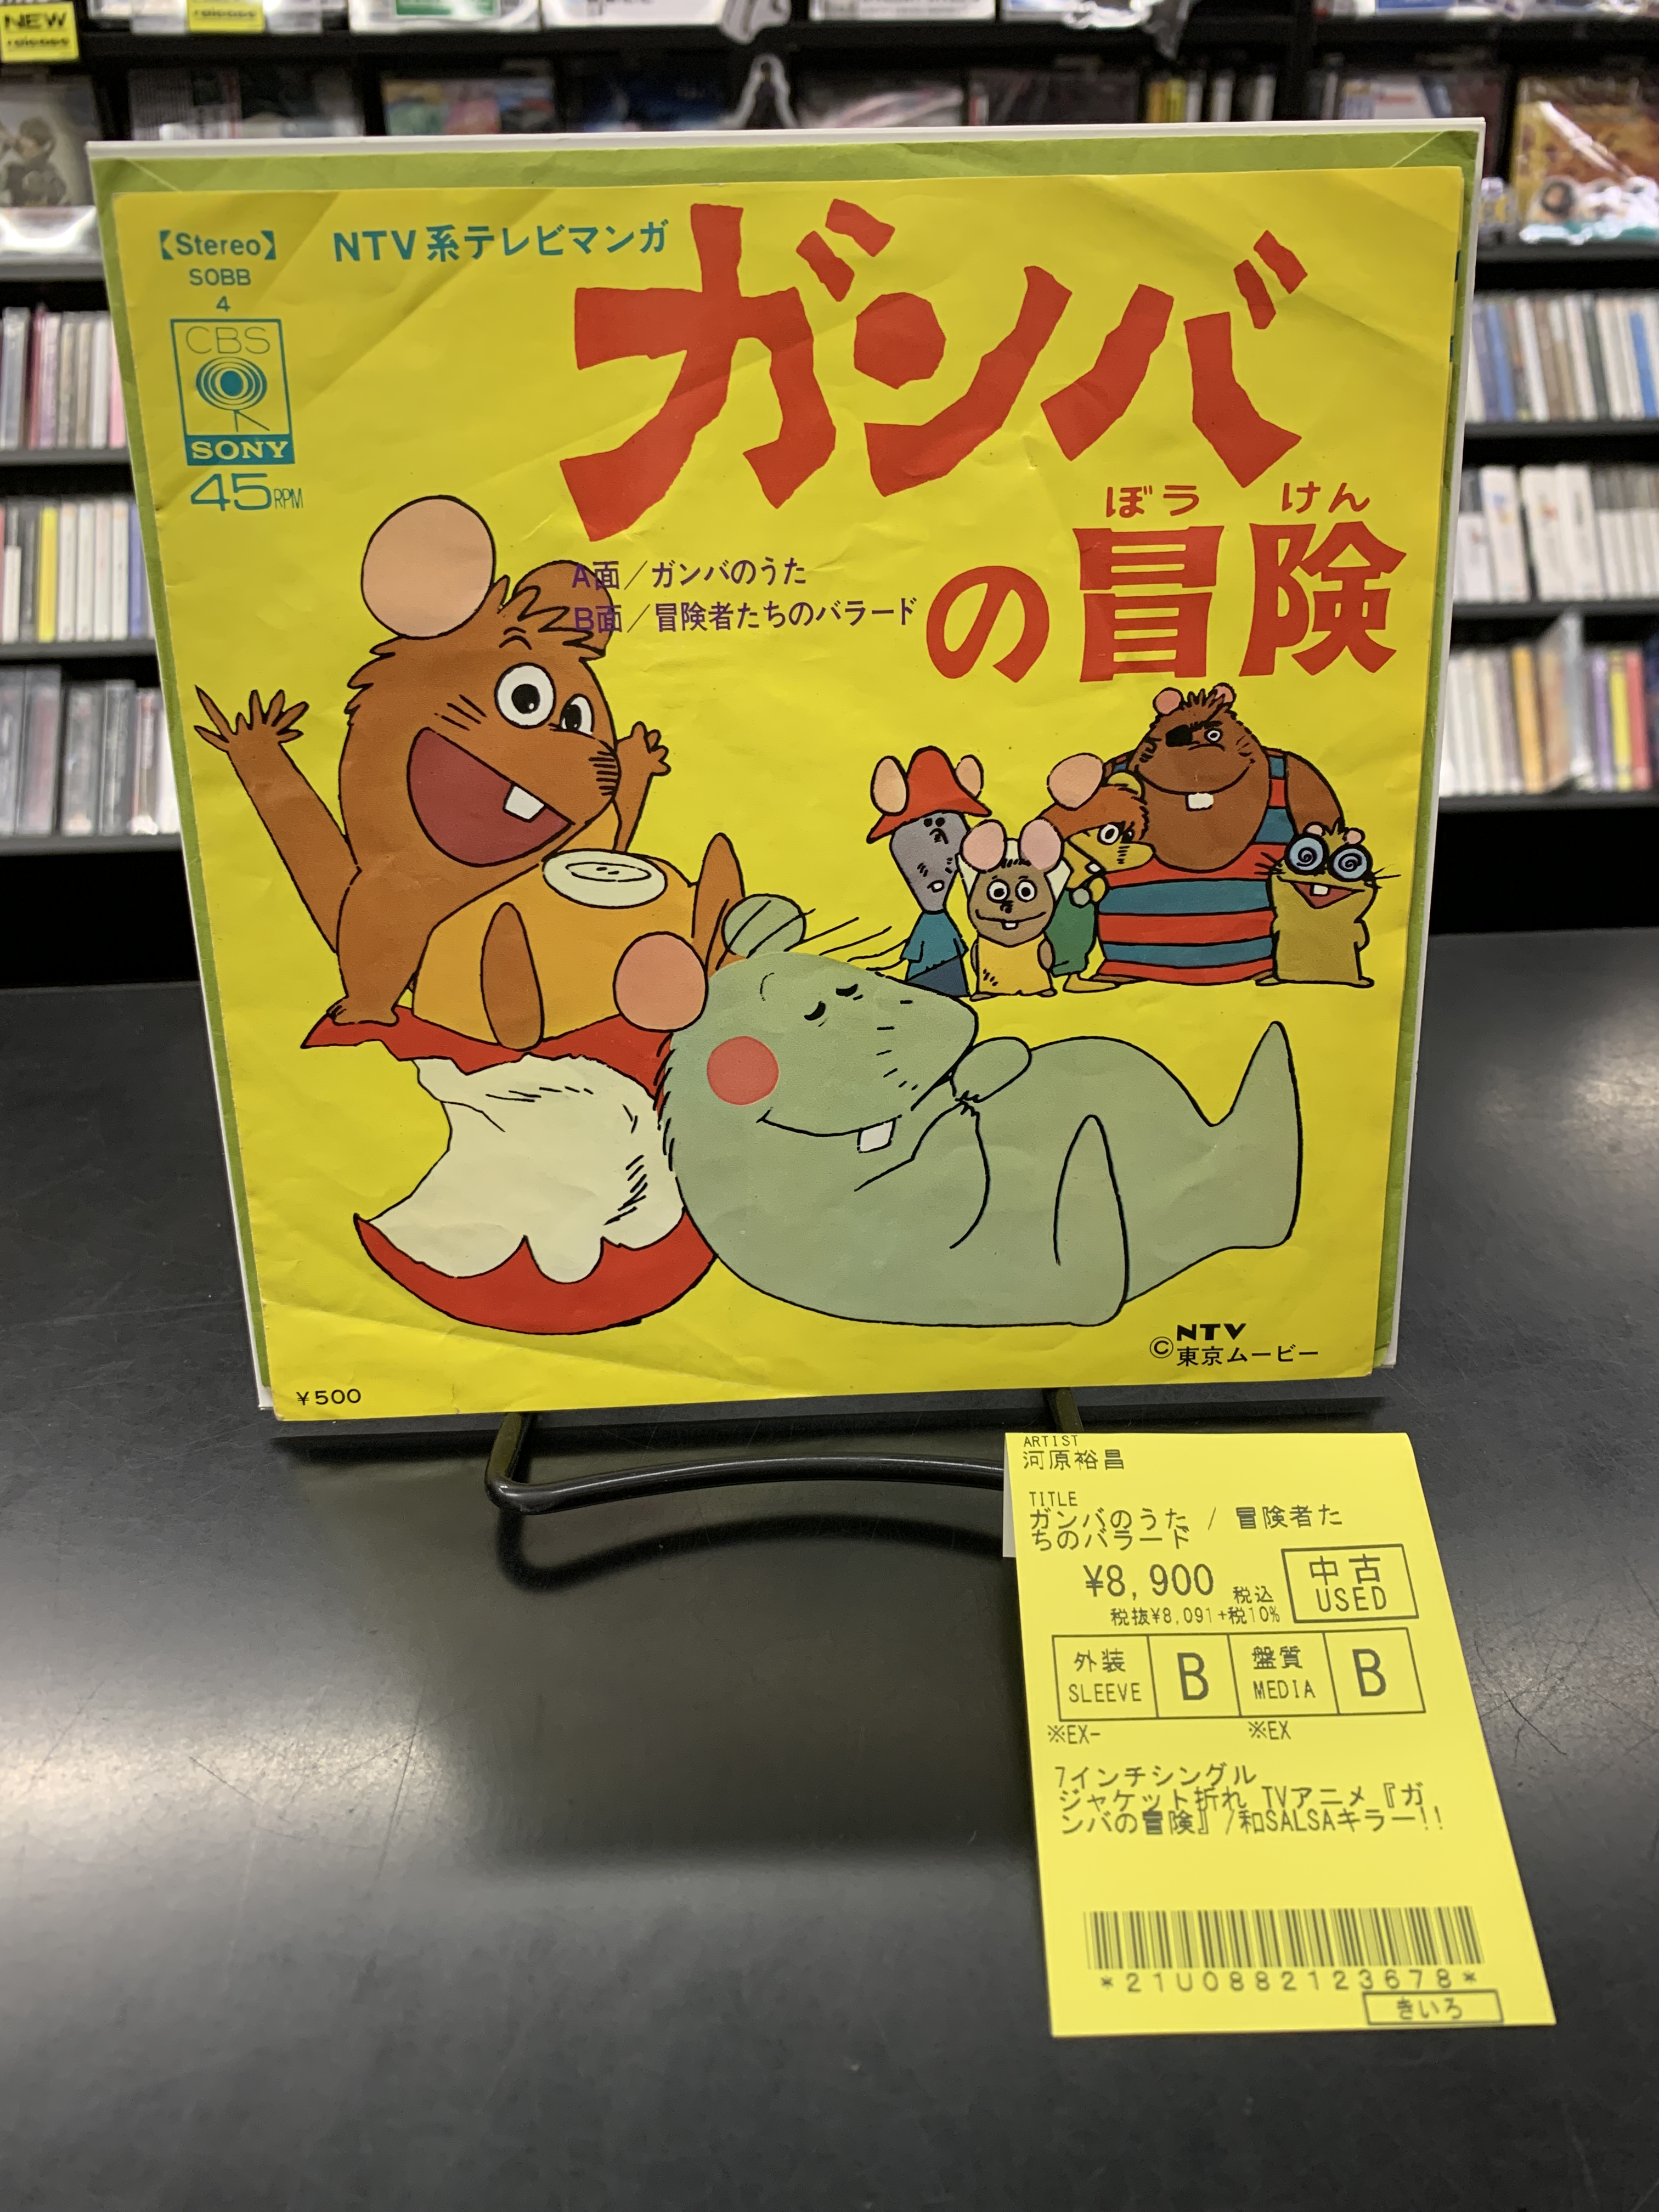 NEW
release
release
【Stereo】
SOBB
4
CBS
SONY
45RPM
NTV系テレビマンガ
ガンバ
ぼうけん
の冒険
A面／ガンバのうた
B面／冒険者たちのバラード
©NTV
東京ムービー
¥500
ARTIST
河原裕昌
TITLE
ガンバのうた / 冒険者た
ちのバラード
¥8,900 税込
税抜¥8,091+税10%
中古
USED
外装
SLEEVE
B
盤質
MEDIA
B
※EX-
※EX
7インチシングル
ジャケット折れ TVアニメ『ガ
ンバの冒険』/和SALSAキラー!!
*21U0882123678*
きいろ